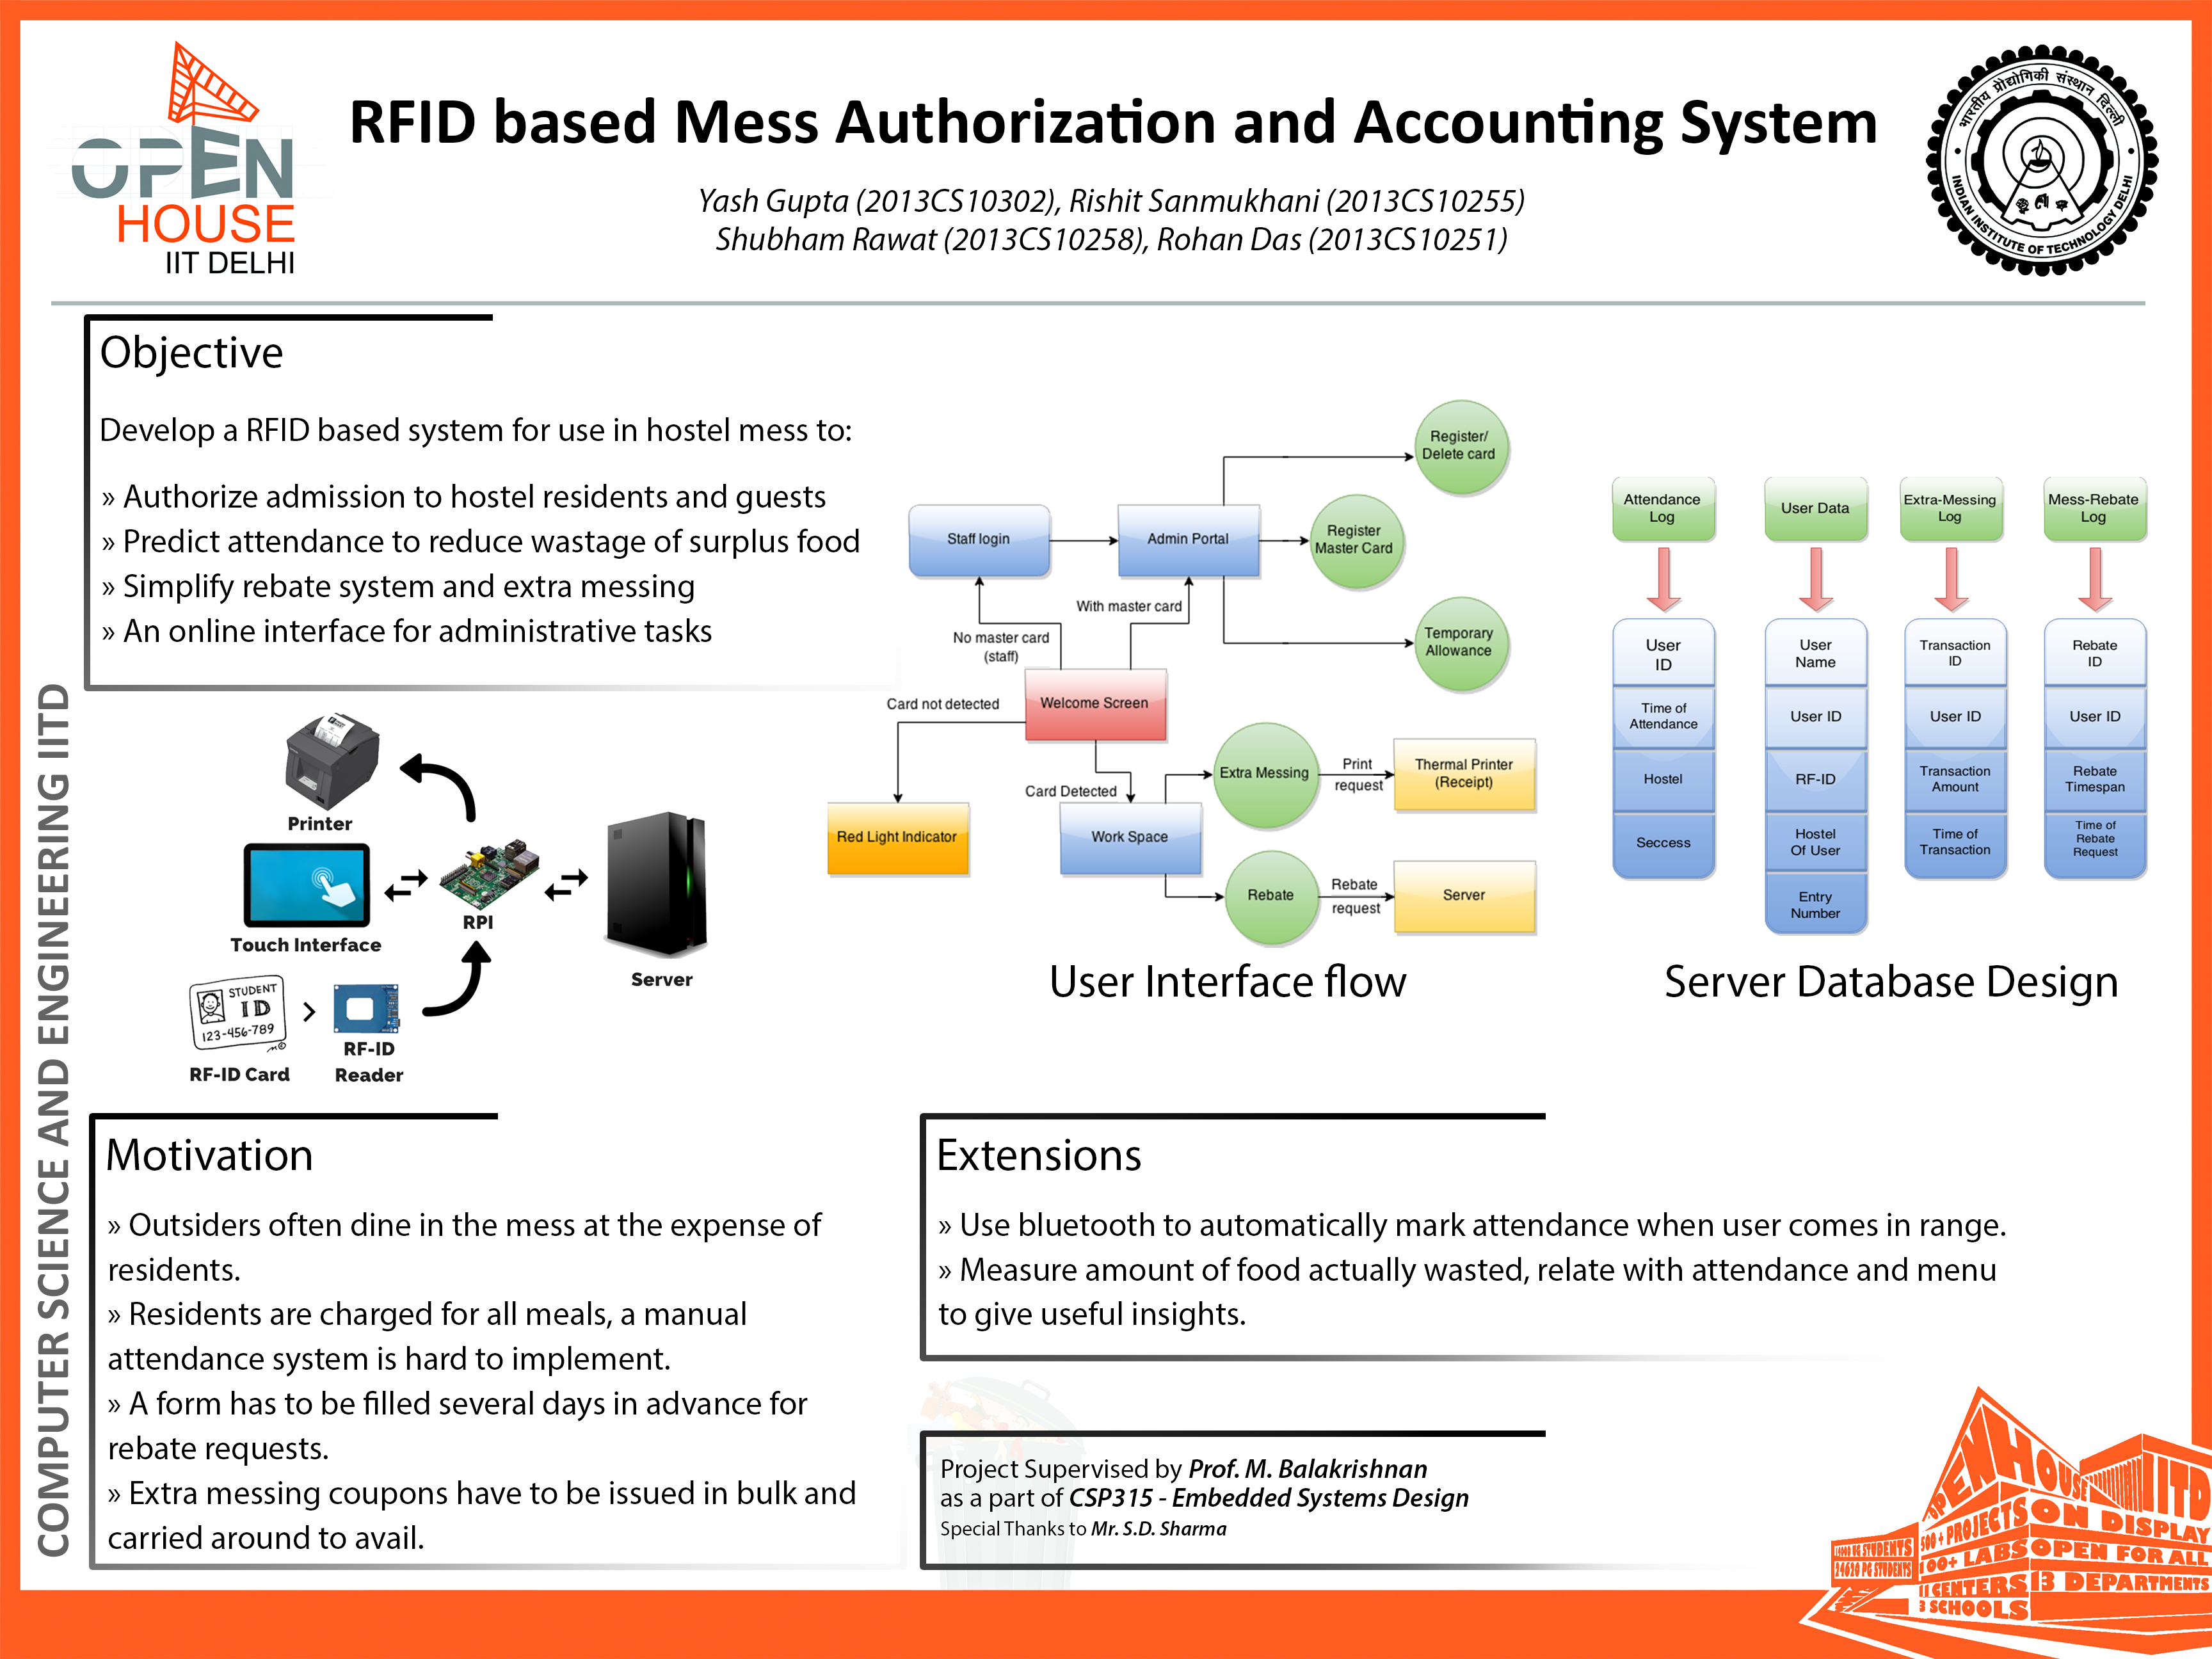 OPEN
HOUSE
IIT DELHI
RFID based Mess Authorization and Accounting System
Yash Gupta (2013CS10302), Rishit Sanmukhani (2013CS10255)
Shubham Rawat (2013CS10258), Rohan Das (2013CS10251)
भारतीय प्रौद्योगिकी संस्थान दिल्ली
INDIAN INSTITUTE OF TECHNOLOGY DELHI
COMPUTER SCIENCE AND ENGINEERING IITD
Objective
Develop a RFID based system for use in hostel mess to:
» Authorize admission to hostel residents and guests
» Predict attendance to reduce wastage of surplus food
» Simplify rebate system and extra messing
» An online interface for administrative tasks
Printer
Touch Interface
RPI
Server
STUDENT
ID
123-456-789
RF-ID Card
>
RF-ID
Reader
Register/
Delete card
Staff login
Admin Portal
Register
Master Card
With master card
No master card
(staff)
Temporary
Allowance
Card not detected
Welcome Screen
Card Detected
Extra Messing
Print
request
Thermal Printer
(Receipt)
Red Light Indicator
Work Space
Rebate
Rebate
request
Server
User Interface flow
Attendance
Log
User
ID
Time of
Attendance
Hostel
Seccess
User Data
User
Name
User ID
RF-ID
Hostel
Of User
Entry
Number
Extra-Messing
Log
Transaction
ID
User ID
Transaction
Amount
Time of
Transaction
Mess-Rebate
Log
Rebate
ID
User ID
Rebate
Timespan
Time of
Rebate
Request
Server Database Design
Motivation
» Outsiders often dine in the mess at the expense of
residents.
» Residents are charged for all meals, a manual
attendance system is hard to implement.
» A form has to be filled several days in advance for
rebate requests.
» Extra messing coupons have to be issued in bulk and
carried around to avail.
Extensions
» Use bluetooth to automatically mark attendance when user comes in range.
» Measure amount of food actually wasted, relate with attendance and menu
to give useful insights.
Project Supervised by Prof. M. Balakrishnan
as a part of CSP315 - Embedded Systems Design
Special Thanks to Mr. S.D. Sharma
OPEN HOUSE IITD
500+ PROJECTS ON DISPLAY
PG STUDENTS
100+ LABS OPEN FOR ALL
PG STUDENTS
11 CENTERS 13 DEPARTMENTS
3 SCHOOLS